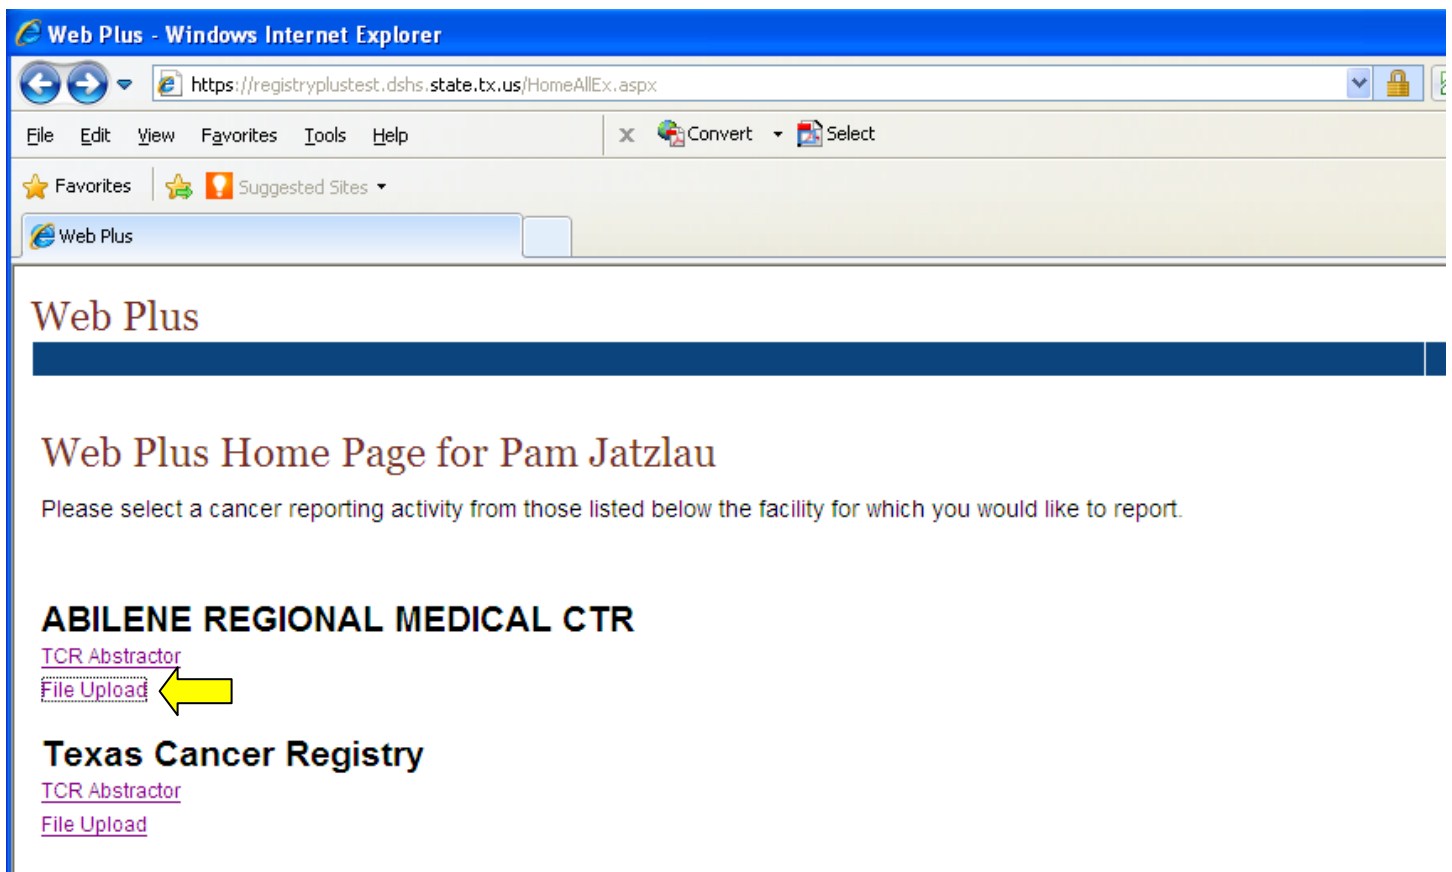 Web Plus - Windows Internet Explorer
https://registryplustest.dshs.state.tx.us/HomeAllEx.aspx
File Edit View Favorites Tools Help x Convert Select
Favorites Suggested Sites
Web Plus
Web Plus
Web Plus Home Page for Pam Jatzlau
Please select a cancer reporting activity from those listed below the facility for which you would like to report.
ABILENE REGIONAL MEDICAL CTR
TCR Abstractor
File Upload
Texas Cancer Registry
TCR Abstractor
File Upload